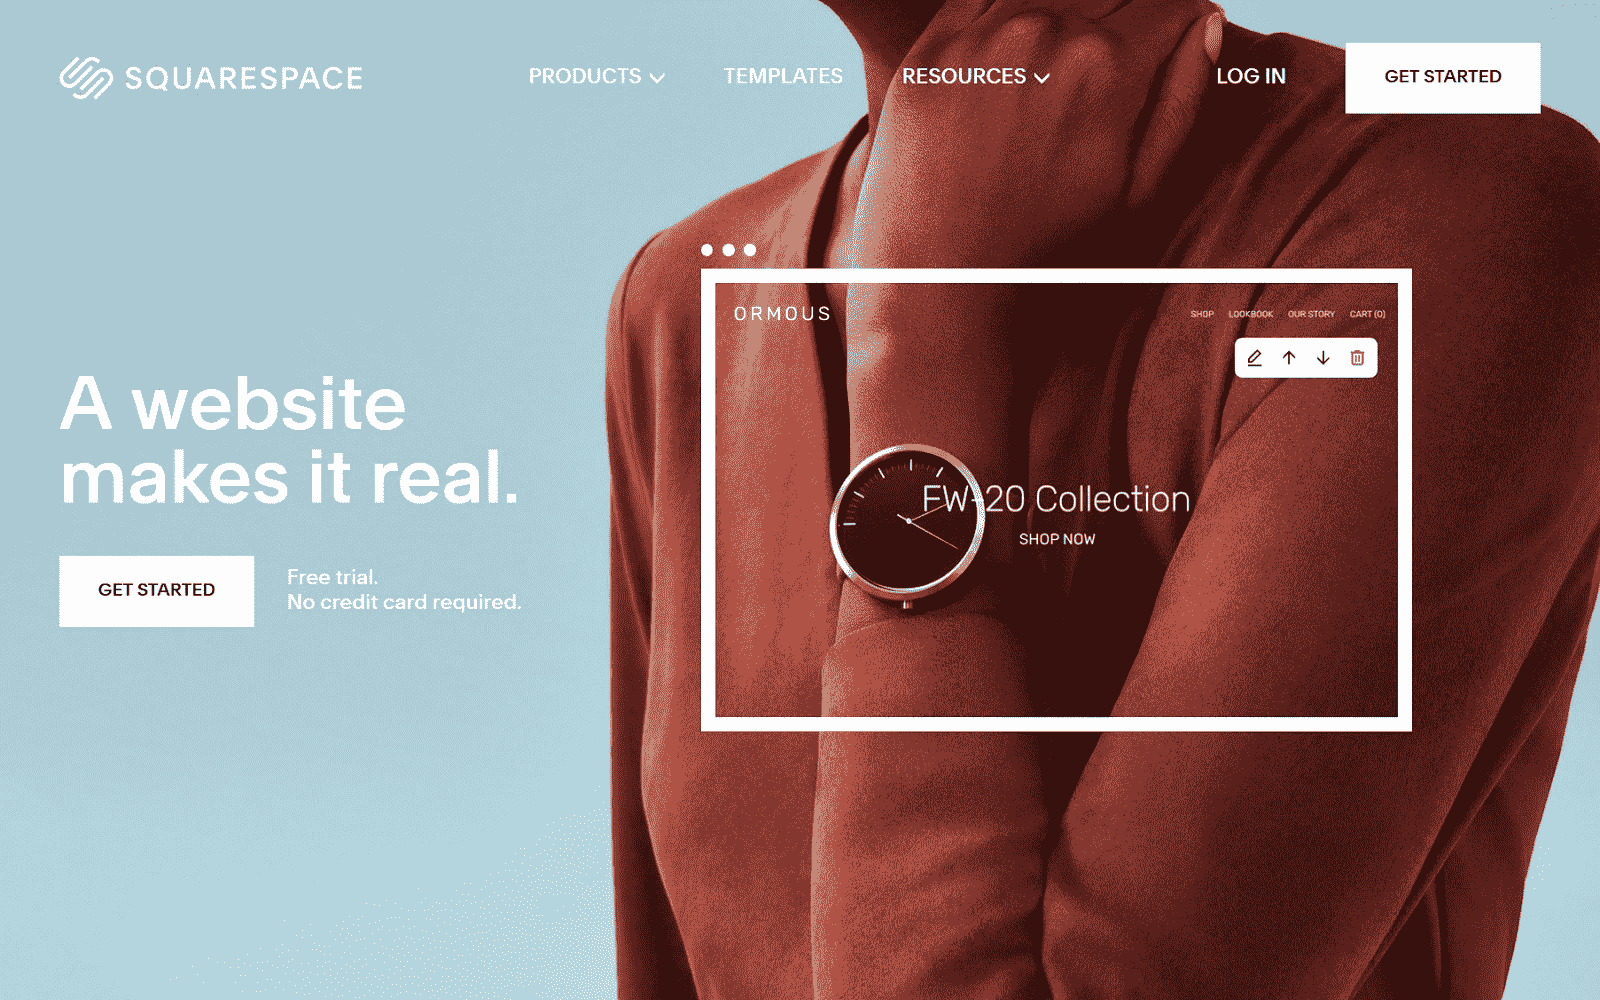 SQUARESPACE
PRODUCTS
TEMPLATES
RESOURCES
LOG IN
GET STARTED
A website
makes it real.
GET STARTED
Free trial.
No credit card required.
ORMOUS
SHOP
LOOKBOOK
OUR STORY
CART (0)
FW-20 Collection
SHOP NOW